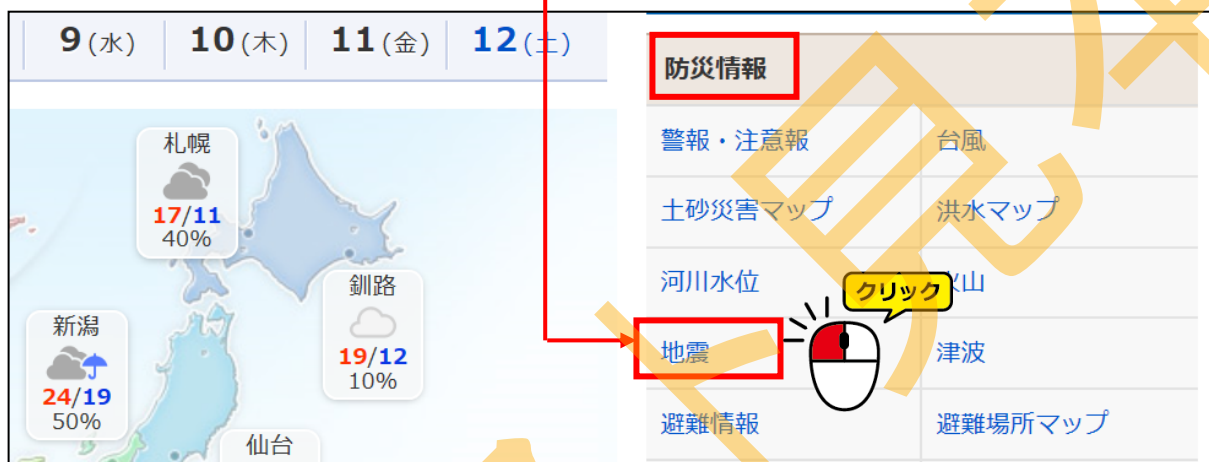 9(水) 10(木) 11(金) 12(土)
札幌
17/11
40%
釧路
19/12
10%
新潟
24/19
50%
仙台
防災情報
警報・注意報 台風
土砂災害マップ 洪水マップ
河川水位 火山
クリック
地震 津波
避難情報 避難場所マップ